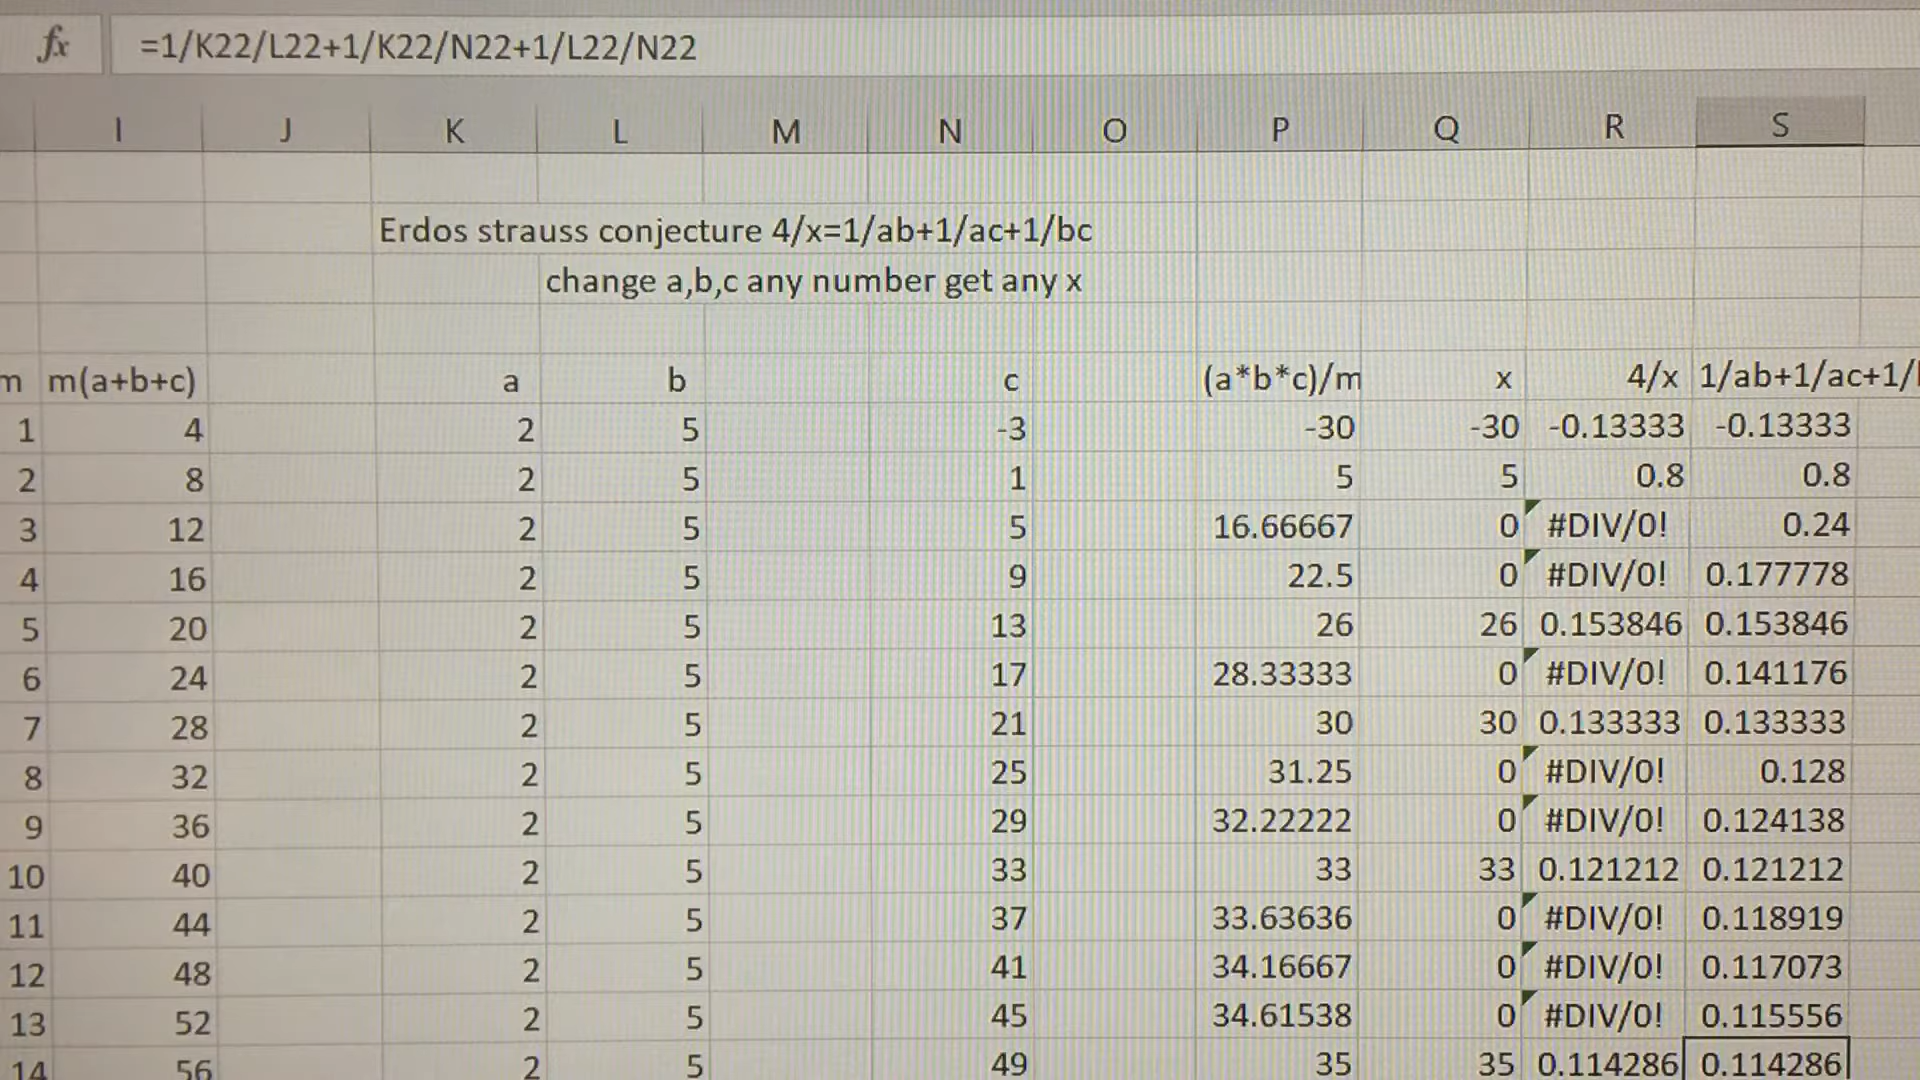 fx =1/K22/L22+1/K22/N22+1/L22/N22
I J K L M N O P Q R S
Erdos strauss conjecture 4/x=1/ab+1/ac+1/bc
change a,b,c any number get any x
m m(a+b+c) a b c (a*b*c)/m x 4/x 1/ab+1/ac+1/
1 4 2 5 -3 -30 -30 -0.13333 -0.13333
2 8 2 5 1 5 5 0.8 0.8
3 12 2 5 5 16.66667 0 #DIV/0! 0.24
4 16 2 5 9 22.5 0 #DIV/0! 0.177778
5 20 2 5 13 26 26 0.153846 0.153846
6 24 2 5 17 28.33333 0 #DIV/0! 0.141176
7 28 2 5 21 30 30 0.133333 0.133333
8 32 2 5 25 31.25 0 #DIV/0! 0.128
9 36 2 5 29 32.22222 0 #DIV/0! 0.124138
10 40 2 5 33 33 33 0.121212 0.121212
11 44 2 5 37 33.63636 0 #DIV/0! 0.118919
12 48 2 5 41 34.16667 0 #DIV/0! 0.117073
13 52 2 5 45 34.61538 0 #DIV/0! 0.115556
14 56 2 5 49 35 35 0.114286 0.114286